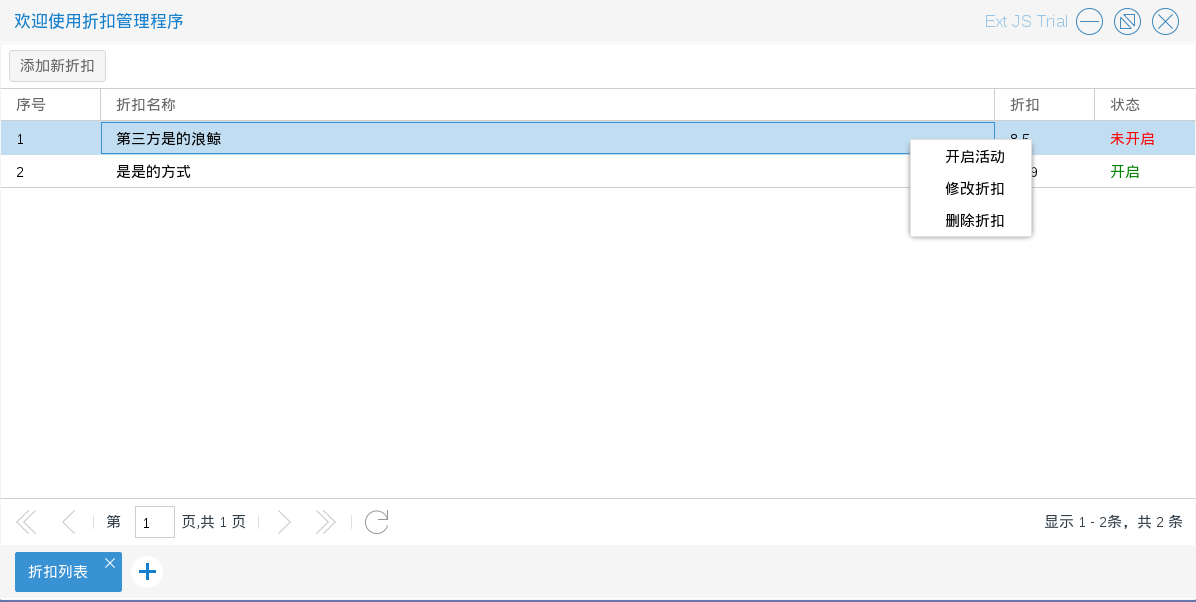 欢迎使用折扣管理程序 Ext JS Trial
添加新折扣
序号 折扣名称 折扣 状态
1 第三方是的浪鲸 未开启
2 是是的方式 9 开启
开启活动
修改折扣
删除折扣
第 1 页,共 1 页 显示 1 - 2条，共 2 条
折扣列表